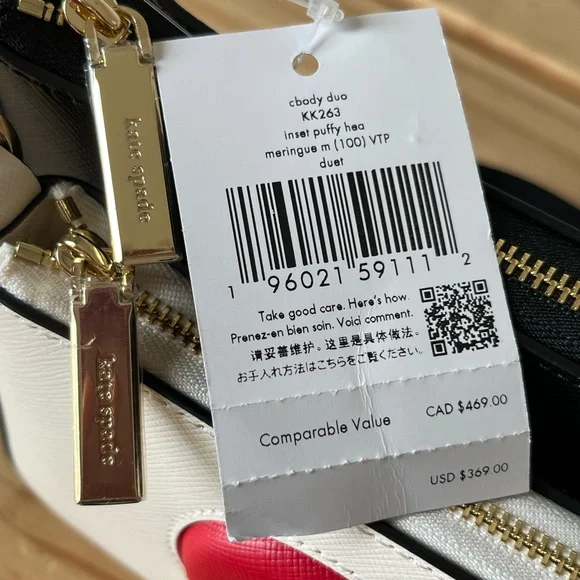 kate spade
kate spade
cbody duo
KK263
inset puffy hea
meringue m (100) VTP
duet
1 96021 59111 2
Take good care. Here's how.
Prenez-en bien soin. Voici comment.
请妥善维护。这里是具体做法。
お手入れ方法はこちらをご覧ください。
Comparable Value CAD $469.00
USD $369.00